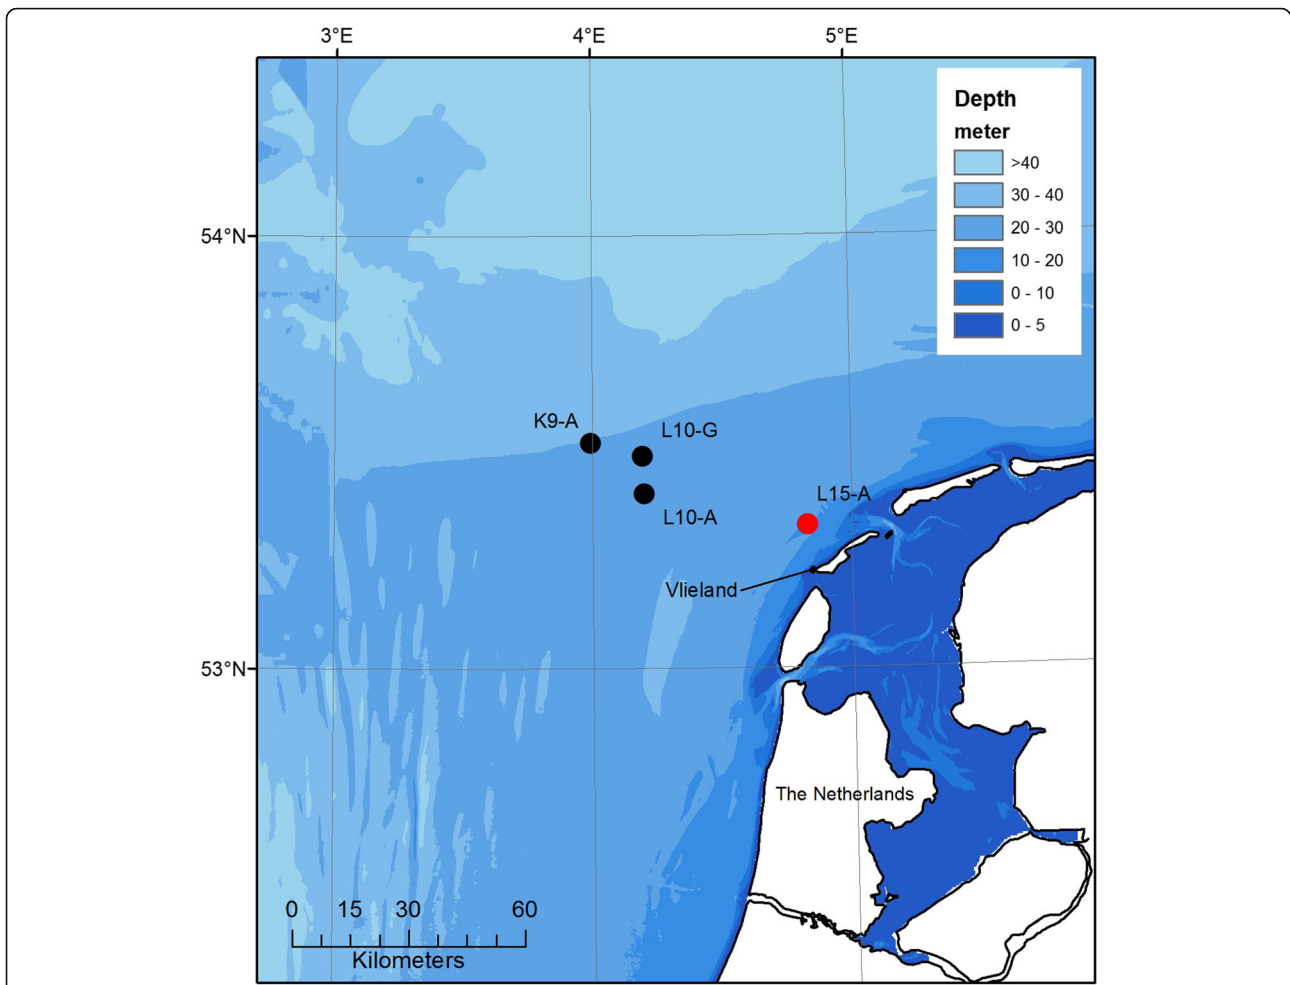 3°E 4°E 5°E
Depth
meter
>40
30 - 40
54°N
20 - 30
10 - 20
0 - 10
0 - 5
K9-A
L10-G
L15-A
L10-A
Vlieland
53°N
The Netherlands
0 15 30 60
Kilometers